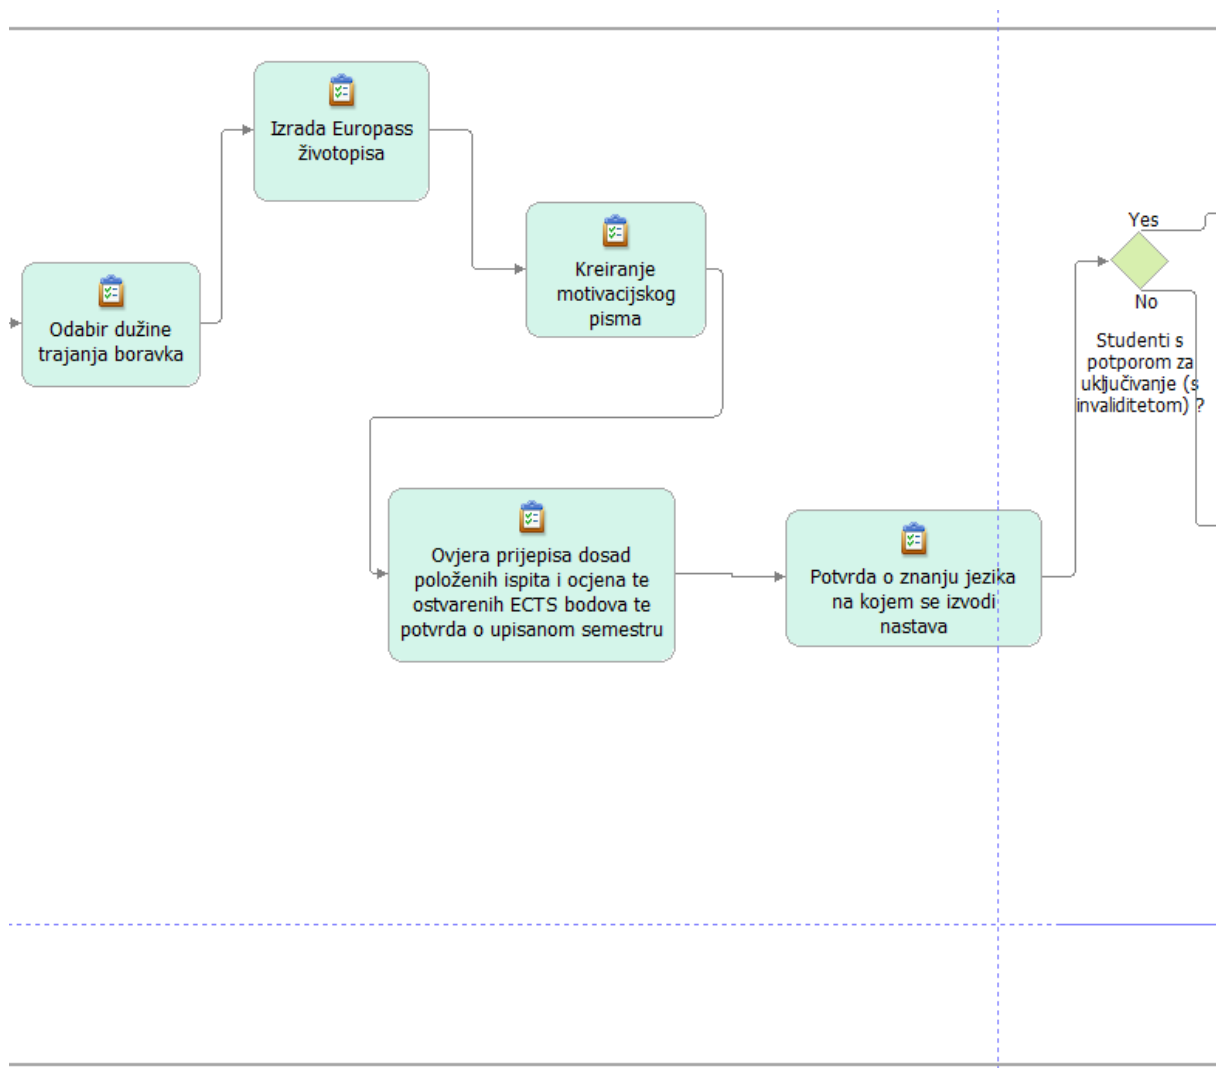 Odabir dužine
trajanja boravka
Izrada Europass
životopisa
Kreiranje
motivacijskog
pisma
Ovjera prijepisa dosad
položenih ispita i ocjena te
ostvarenih ECTS bodova te
potvrda o upisanom semestru
Potvrda o znanju jezika
na kojem se izvodi
nastava
Yes
No
Studenti s
potporom za
uključivanje (s
invaliditetom) ?